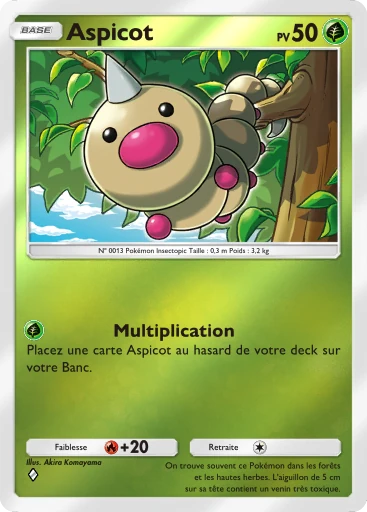 BASE Aspicot PV 50
N° 0013 Pokémon Insectopic Taille : 0,3 m Poids : 3,2 kg
Multiplication
Placez une carte Aspicot au hasard de votre deck sur
votre Banc.
Faiblesse +20 Retraite
Illus. Akira Komayama
On trouve souvent ce Pokémon dans les forêts
et les hautes herbes. L'aiguillon de 5 cm
sur sa tête contient un venin très toxique.